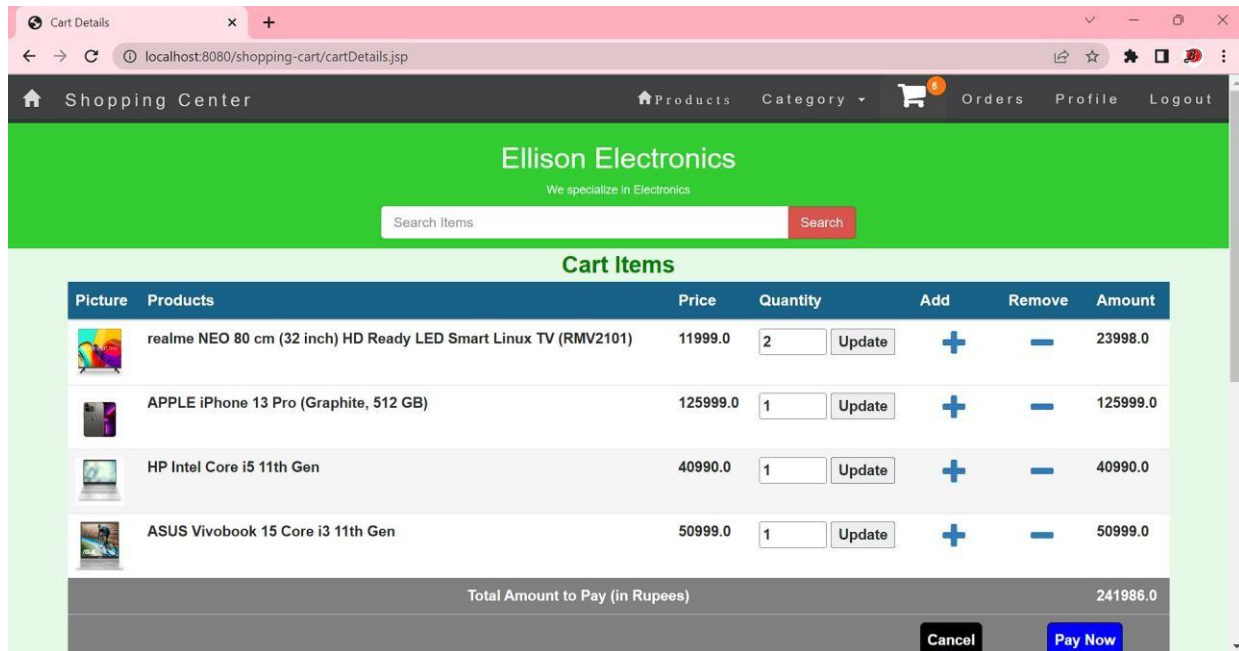 Cart Details
localhost:8080/shopping-cart/cartDetails.jsp
Shopping Center Products Category 5 Orders Profile Logout
Ellison Electronics
We specialize in Electronics
Search Items Search
Cart Items
Picture Products Price Quantity Add Remove Amount
realme NEO 80 cm (32 inch) HD Ready LED Smart Linux TV (RMV2101) 11999.0 2 Update 23998.0
APPLE iPhone 13 Pro (Graphite, 512 GB) 125999.0 1 Update 125999.0
HP Intel Core i5 11th Gen 40990.0 1 Update 40990.0
ASUS Vivobook 15 Core i3 11th Gen 50999.0 1 Update 50999.0
Total Amount to Pay (in Rupees) 241986.0
Cancel Pay Now